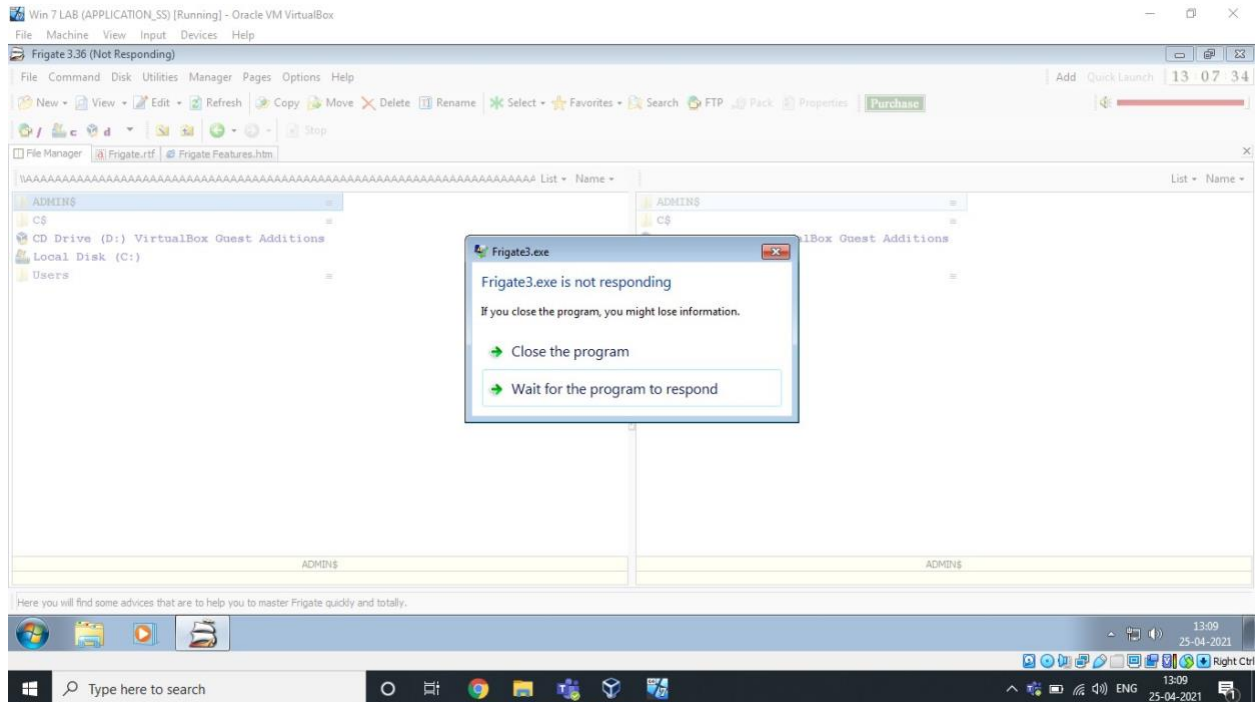 Win 7 LAB (APPLICATION_SS) [Running] - Oracle VM VirtualBox
File Machine View Input Devices Help
Frigate 3.36 (Not Responding)
File Command Disk Utilities Manager Pages Options Help Add Quick Launch 13 07 34
New View Edit Refresh Copy Move Delete Rename Select Favorites Search FTP Pack Properties Purchase
/ c d Stop
File Manager Frigate.rtf Frigate Features.htm
List Name List Name
ADMIN$ ADMIN$
C$ C$
CD Drive (D:) VirtualBox Guest Additions lBox Guest Additions
Local Disk (C:)
Users
Frigate3.exe
Frigate3.exe is not responding
If you close the program, you might lose information.
Close the program
Wait for the program to respond
ADMIN$ ADMIN$
Here you will find some advices that are to help you to master Frigate quickly and totally.
13:09
25-04-2021
Right Ctrl
Type here to search ENG 13:09
25-04-2021